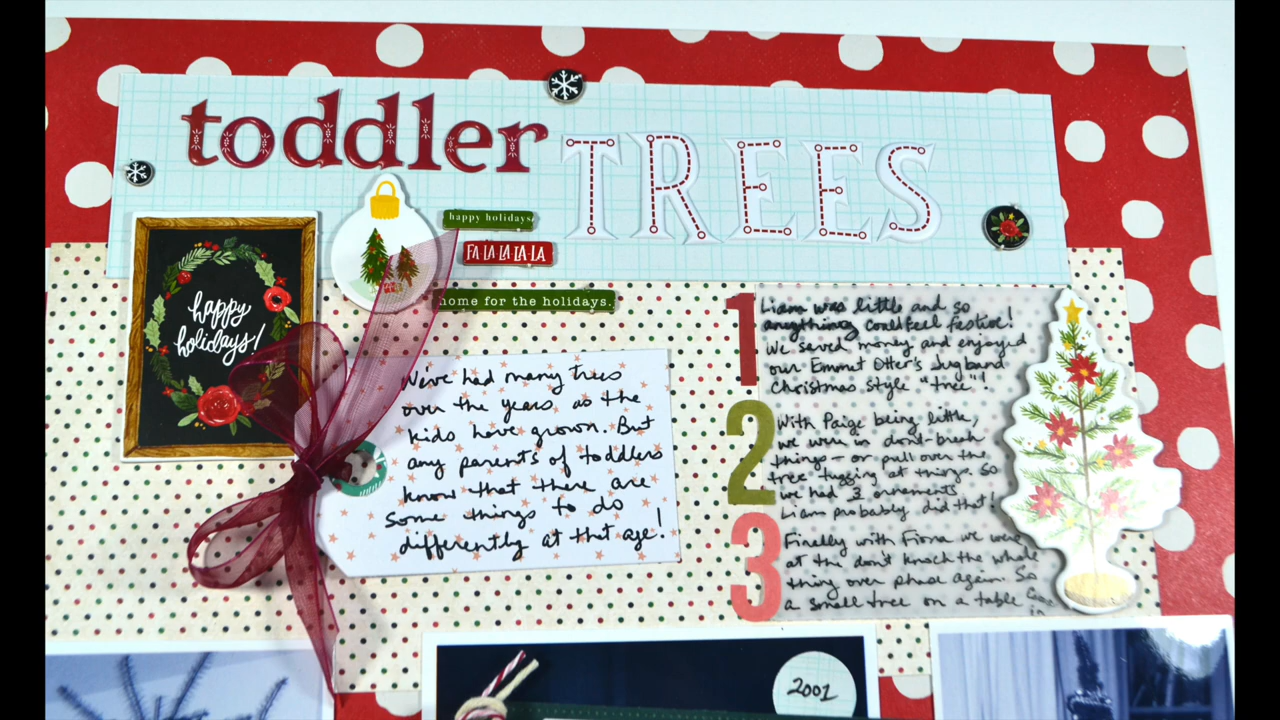 toddler TREES
happy holidays
FA LA LA LA LA
home for the holidays.
happy
holidays!
We've had many trees
over the years as the
kids have grown. But
any parents of toddlers
know that there are
some things to do
differently at that age!
1
Liam was little and so
anything could feel festive!
We saved money and enjoyed
our Emmet Otter's Jugband
Christmas style "tree"!
2
With Paige being little,
we were in don't-break
things - or pull over the
tree tugging at things. So
we had 3 ornaments
Liam probably did that!
3
Finally with Fiona we were
at the don't knock the whole
thing over phase again. So
a small tree on a table
in
2001